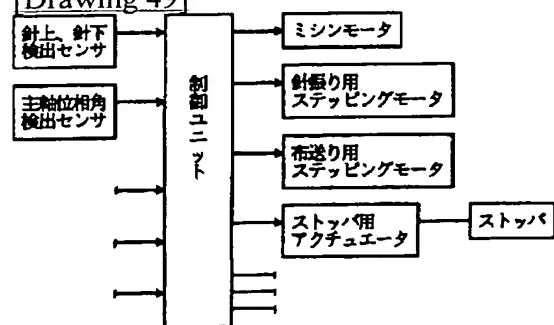 [Drawing 49]
針上、針下
検出センサ
主軸位相角
検出センサ
制御ユニット
ミシンモータ
針振り用
ステッピングモータ
布送り用
ステッピングモータ
ストッパ用
アクチュエータ
ストッパ